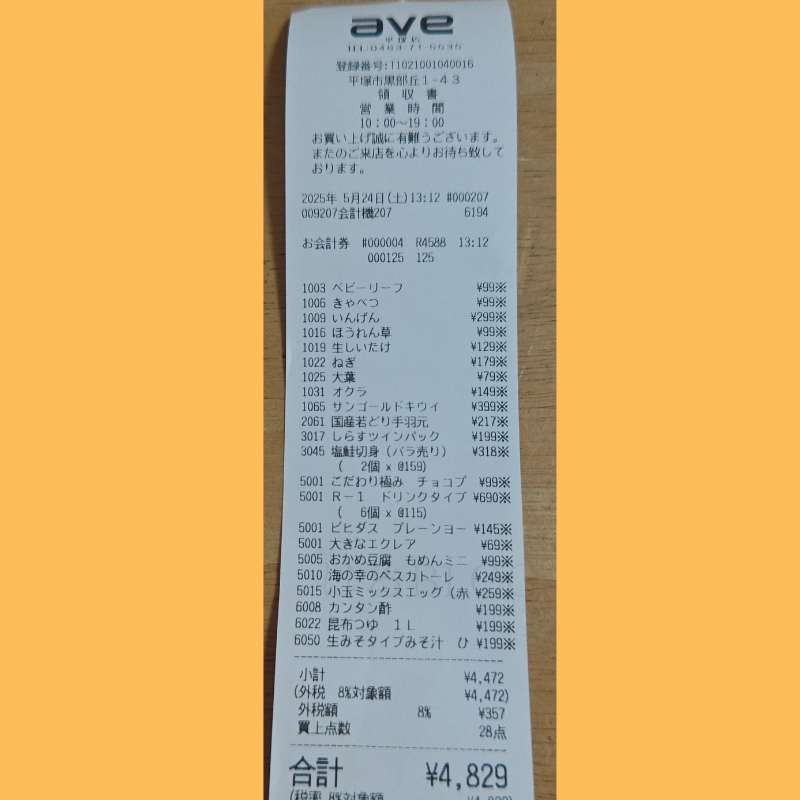 ave
平塚店
TEL.0463-71-5535
登録番号:T1021001040016
平塚市黒部丘1-43
領収書
営業時間
10:00~19:00
お買い上げ誠に有難うございます。
またのご来店を心よりお待ち致して
おります。
2025年 5月24日(土)13:12 #000207
009207会計機207 6194
お会計券 #000004 R4588 13:12
000125 125
1003 ベビーリーフ ¥99※
1006 きゃべつ ¥99※
1009 いんげん ¥299※
1016 ほうれん草 ¥99※
1019 生しいたけ ¥129※
1022 ねぎ ¥179※
1025 大葉 ¥79※
1031 オクラ ¥149※
1065 サンゴールドキウイ ¥399※
2061 国産若どり手羽元 ¥217※
3017 しらすツインパック ¥199※
3045 塩鮭切身(バラ売り) ¥318※
( 2個 x @159)
5001 こだわり極み チョコブ ¥99※
5001 R-1 ドリンクタイプ ¥690※
( 6個 x @115)
5001 ビヒダス プレーンヨー ¥145※
5001 大きなエクレア ¥69※
5005 おかめ豆腐 もめんミニ ¥99※
5010 海の幸のペスカトーレ ¥249※
5015 小玉ミックスエッグ(赤 ¥259※
6008 カンタン酢 ¥199※
6022 昆布つゆ 1L ¥199※
6050 生みそタイプみそ汁 ひ ¥199※
小計 ¥4,472
(外税 8%対象額 ¥4,472)
外税額 8% ¥357
買上点数 28点
合計 ¥4,829
(税率 8%対象額